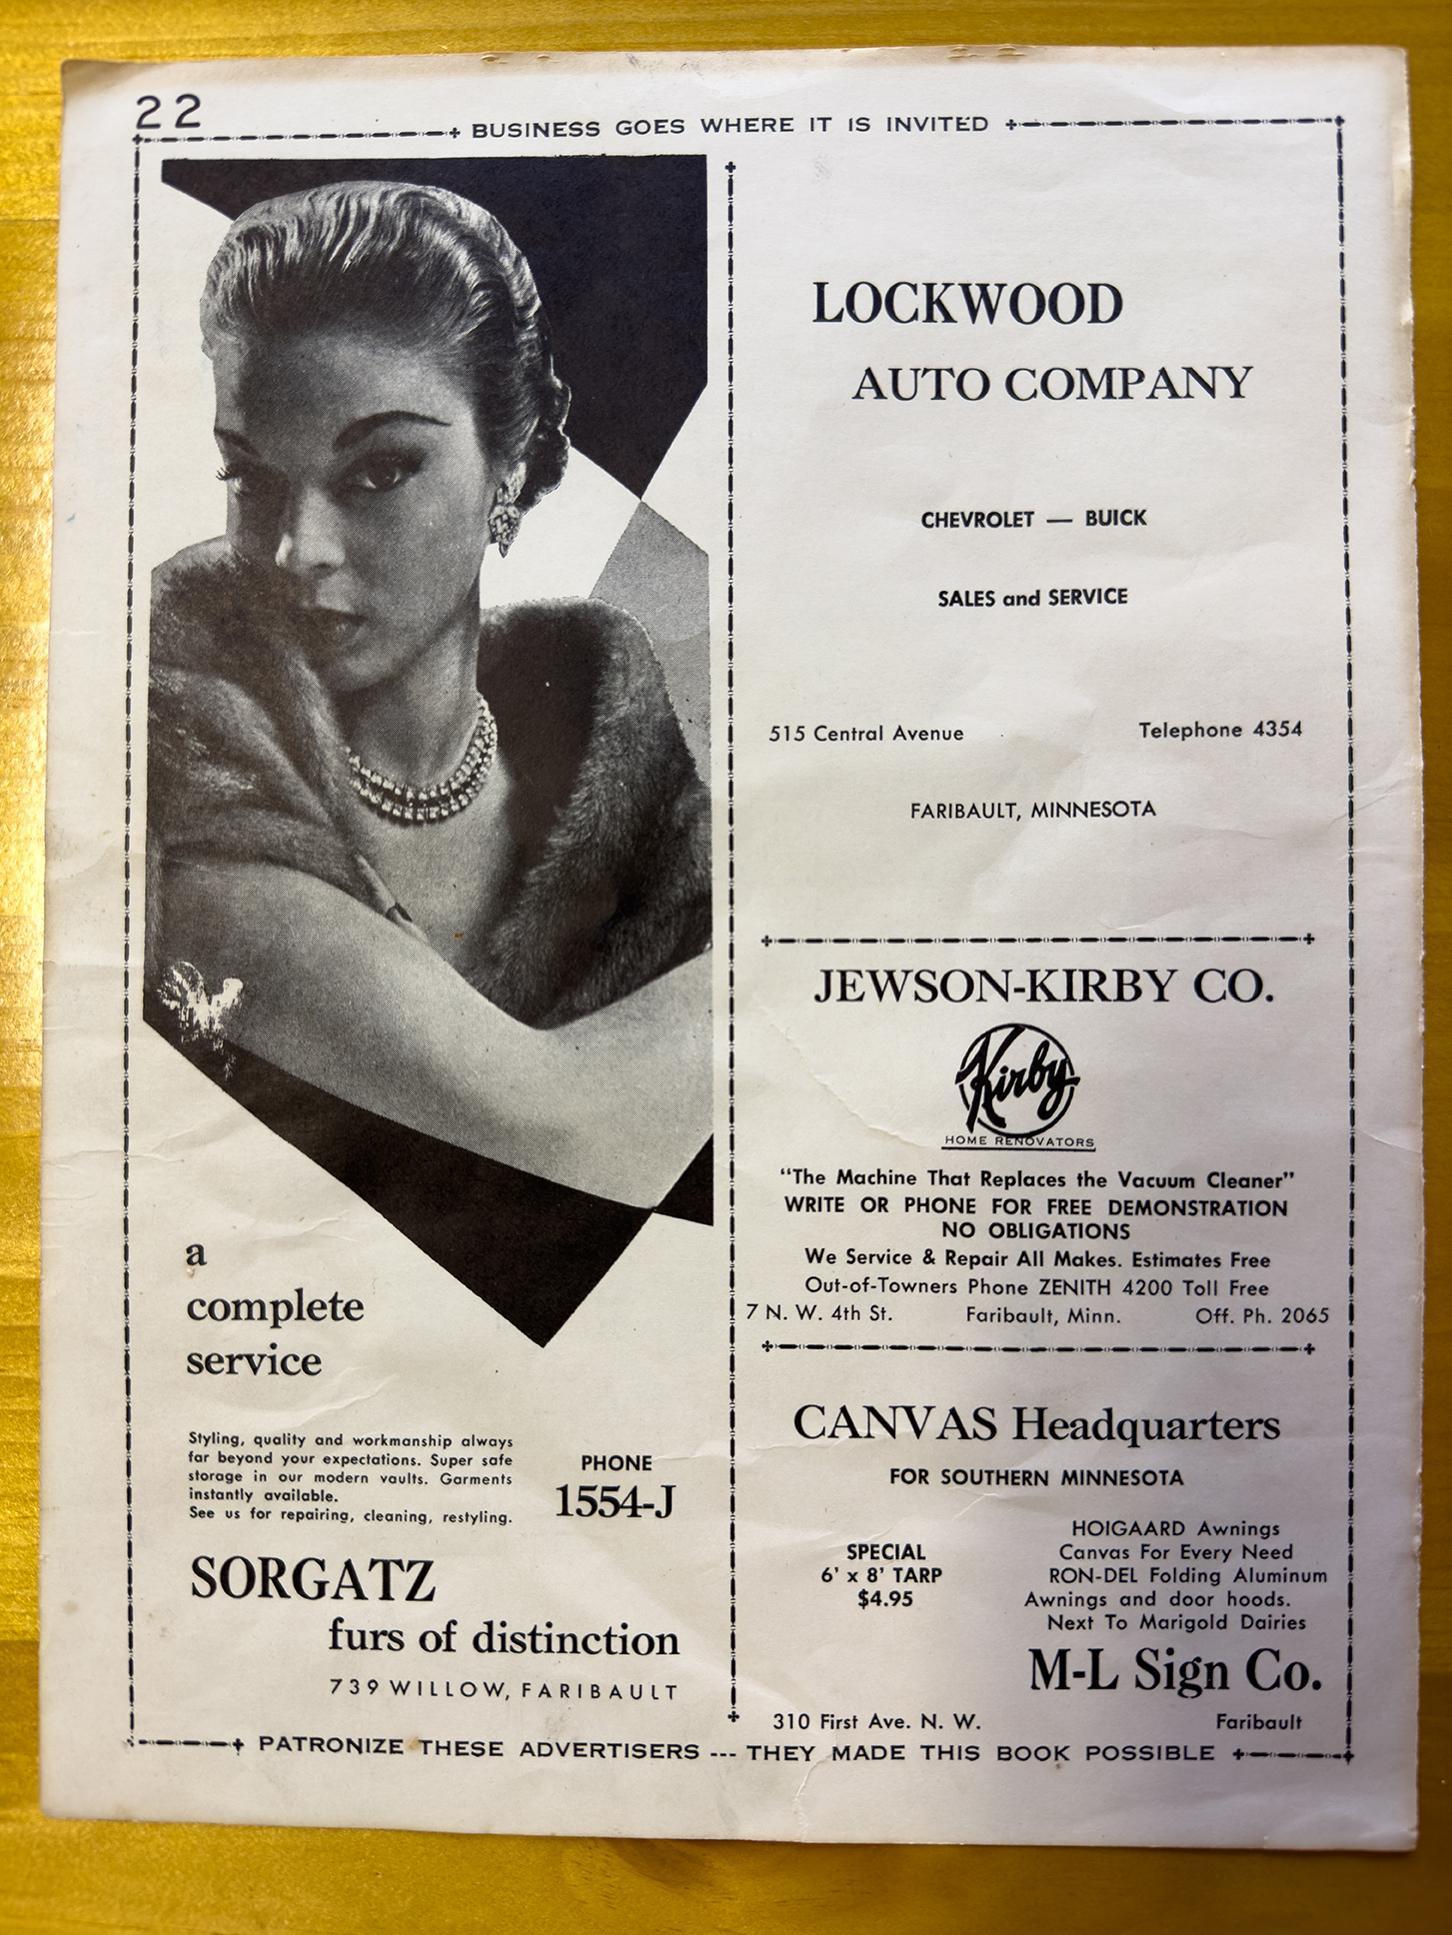 22
BUSINESS GOES WHERE IT IS INVITED
a
complete
service
Styling, quality and workmanship always
far beyond your expectations. Super safe
storage in our modern vaults. Garments
instantly available.
See us for repairing, cleaning, restyling.
PHONE
1554-J
SORGATZ
furs of distinction
739 WILLOW, FARIBAULT
LOCKWOOD
AUTO COMPANY
CHEVROLET — BUICK
SALES and SERVICE
515 Central Avenue Telephone 4354
FARIBAULT, MINNESOTA
JEWSON-KIRBY CO.
Kirby
HOME RENOVATORS
"The Machine That Replaces the Vacuum Cleaner"
WRITE OR PHONE FOR FREE DEMONSTRATION
NO OBLIGATIONS
We Service & Repair All Makes. Estimates Free
Out-of-Towners Phone ZENITH 4200 Toll Free
7 N. W. 4th St. Faribault, Minn. Off. Ph. 2065
CANVAS Headquarters
FOR SOUTHERN MINNESOTA
SPECIAL
6' x 8' TARP
$4.95
HOIGAARD Awnings
Canvas For Every Need
RON-DEL Folding Aluminum
Awnings and door hoods.
Next To Marigold Dairies
M-L Sign Co.
310 First Ave. N. W. Faribault
PATRONIZE THESE ADVERTISERS --- THEY MADE THIS BOOK POSSIBLE